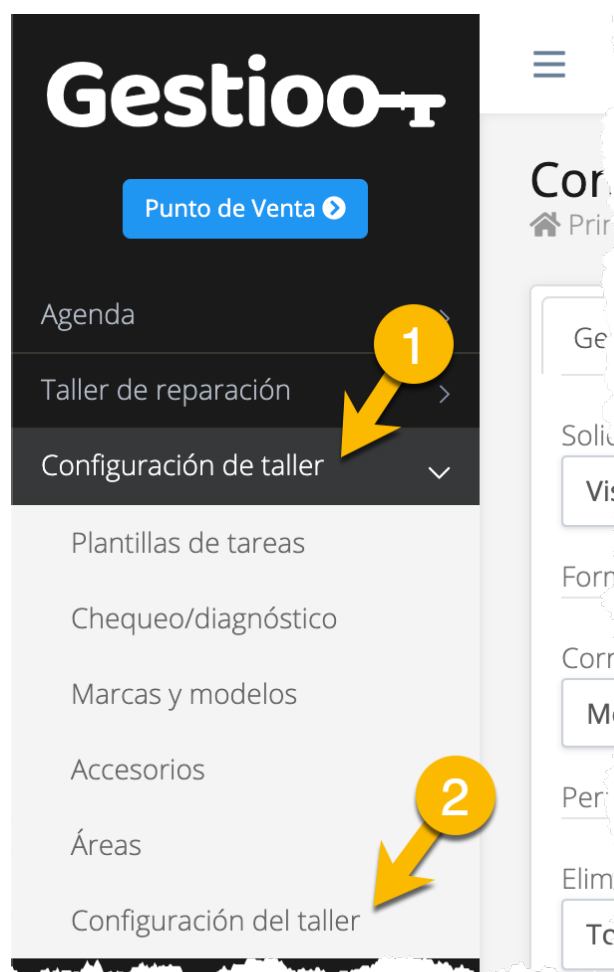 Gestioo
Punto de Venta
Agenda
1
Taller de reparación
Configuración de taller
Plantillas de tareas
Chequeo/diagnóstico
Marcas y modelos
Accesorios
2
Áreas
Configuración del taller